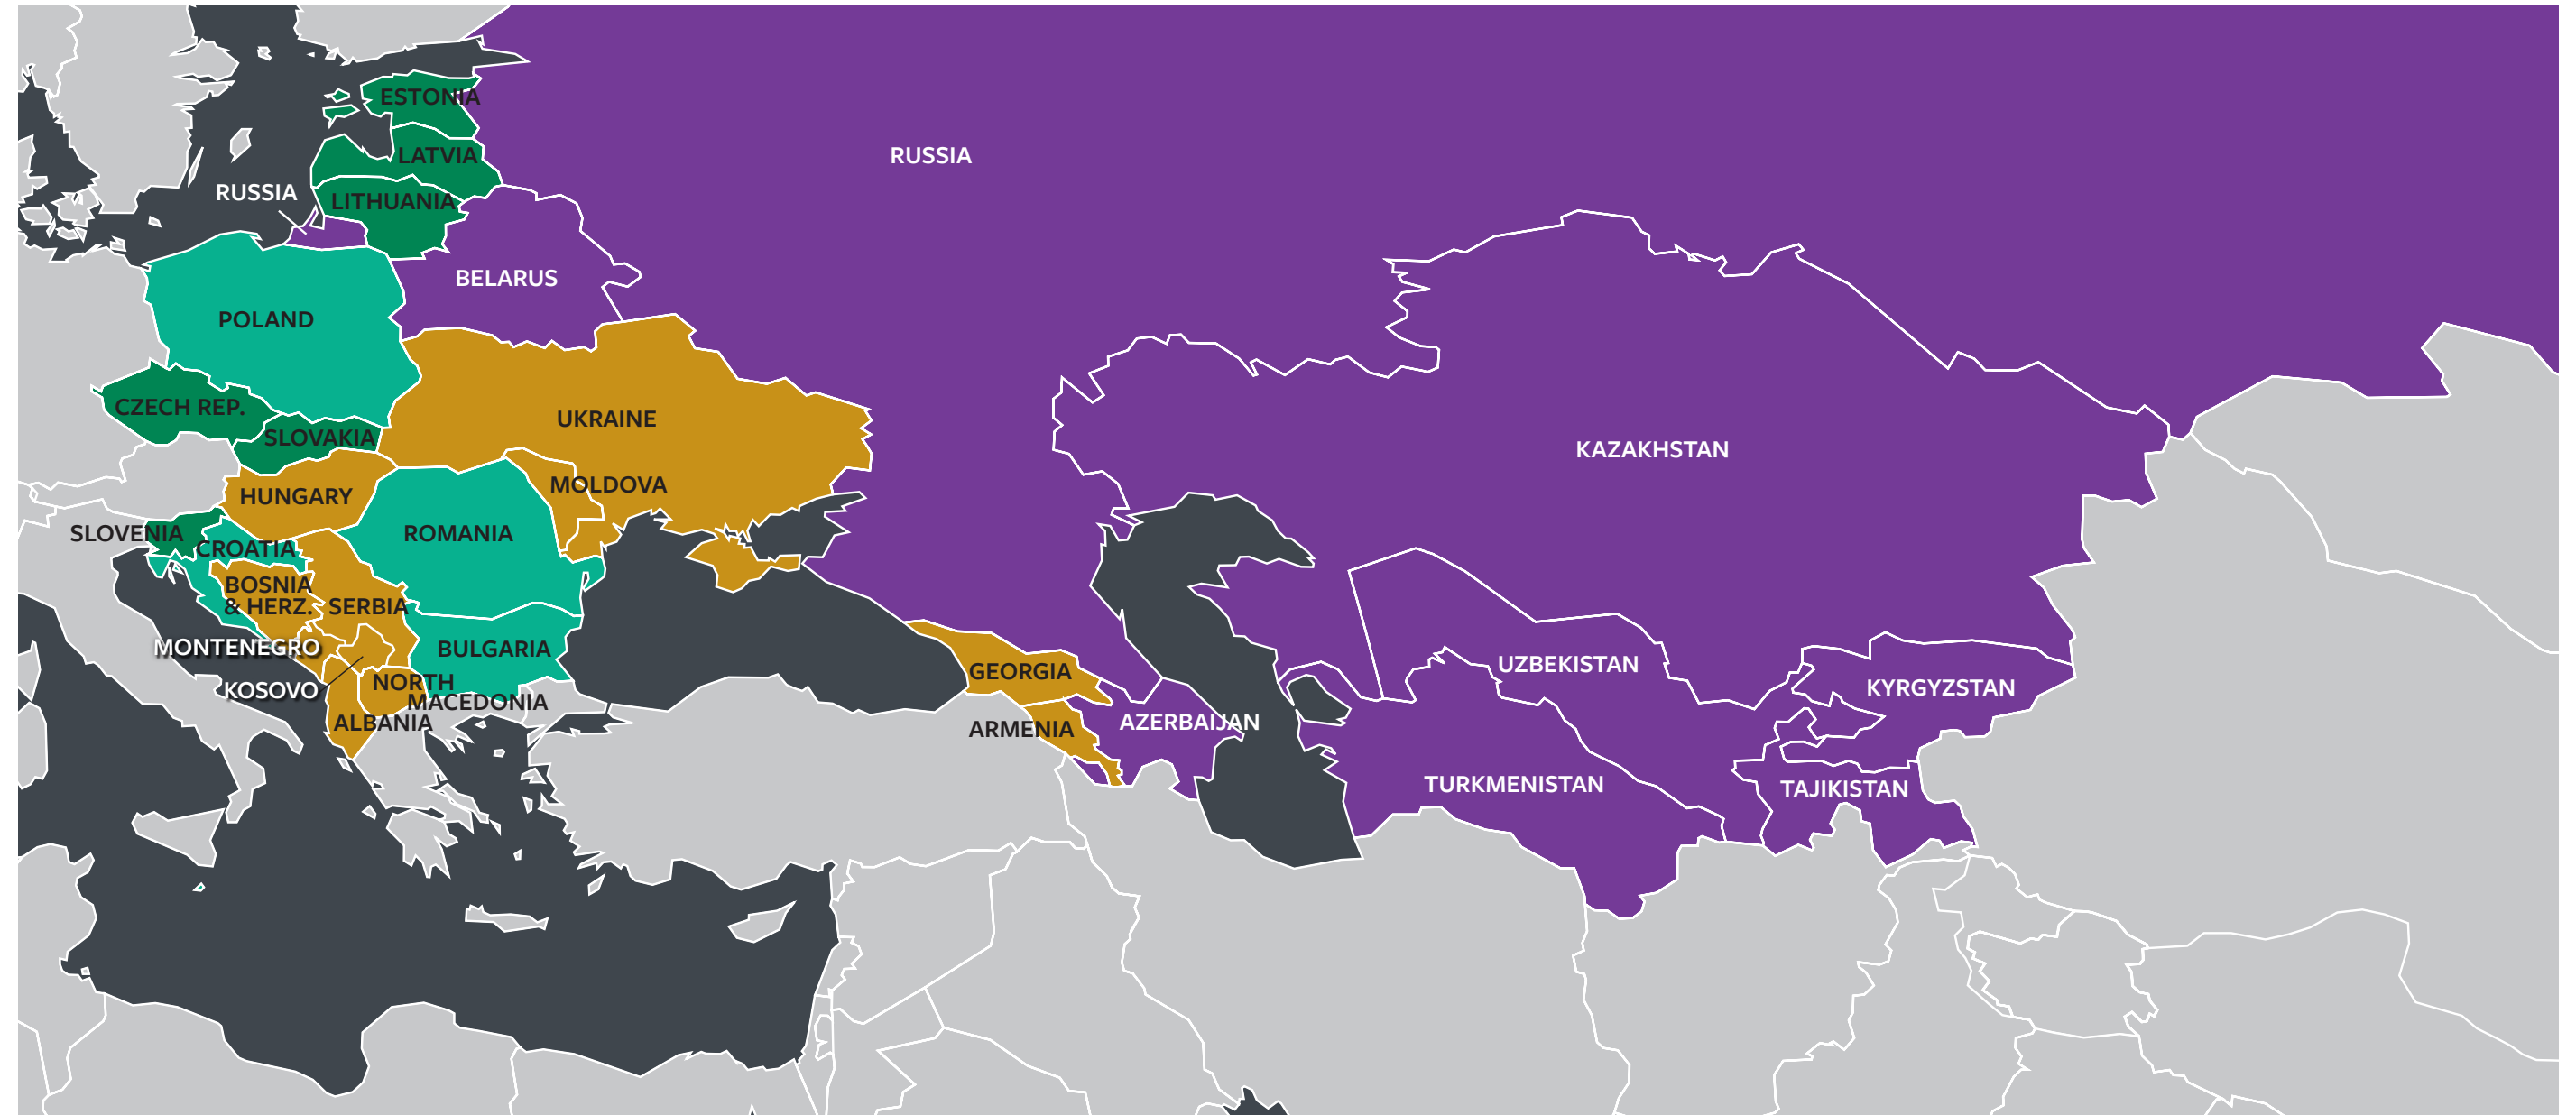 ESTONIA
LATVIA
RUSSIA
RUSSIA
LITHUANIA
BELARUS
POLAND
CZECH REP.
UKRAINE
SLOVAKIA
KAZAKHSTAN
MOLDOVA
HUNGARY
SLOVENIA
ROMANIA
CROATIA
BOSNIA
& HERZ.
SERBIA
MONTENEGRO
BULGARIA
UZBEKISTAN
GEORGIA
KOSOVO
NORTH
MACEDONIA
KYRGYZSTAN
ALBANIA
AZERBAIJAN
ARMENIA
TURKMENISTAN
TAJIKISTAN